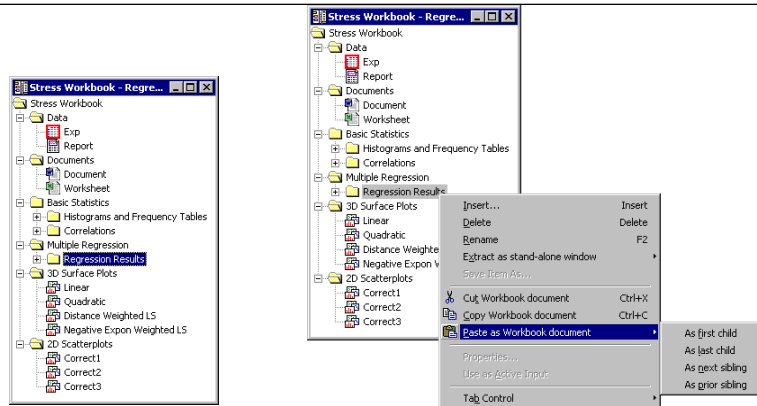 Stress Workbook - Regre...
Stress Workbook
Data
Exp
Report
Documents
Document
Worksheet
Basic Statistics
Histograms and Frequency Tables
Correlations
Multiple Regression
Regression Results
3D Surface Plots
Linear
Quadratic
Distance Weighted LS
Negative Expon Weighted LS
2D Scatterplots
Correct1
Correct2
Correct3
Stress Workbook - Regre...
Stress Workbook
Data
Exp
Report
Documents
Document
Worksheet
Basic Statistics
Histograms and Frequency Tables
Correlations
Multiple Regression
Regression Results
3D Surface Plots
Linear
Quadratic
Distance Weighte
Negative Expon W
2D Scatterplots
Correct1
Correct2
Correct3
Insert... Insert
Delete Delete
Rename F2
Extract as stand-alone window
Save Item As...
Cut Workbook document Ctrl+X
Copy Workbook document Ctrl+C
Paste as Workbook document
Properties...
Use as Active Input
Tab Control
As first child
As last child
As next sibling
As prior sibling